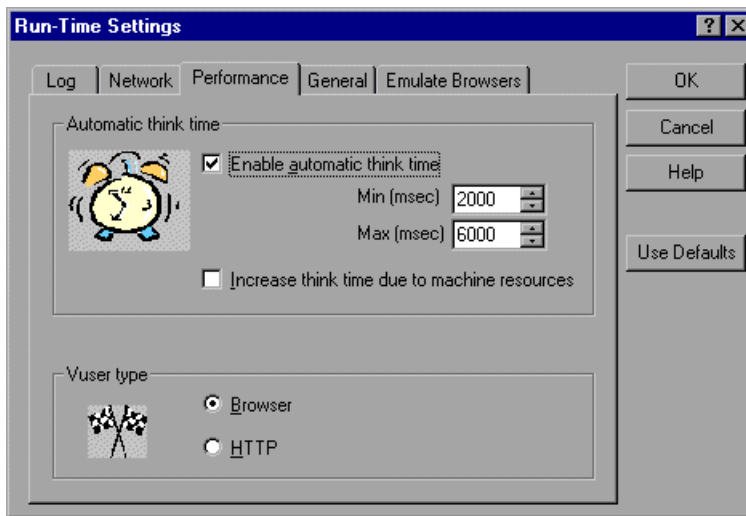 Run-Time Settings
Log
Network
Performance
General
Emulate Browsers
OK
Cancel
Help
Use Defaults
Automatic think time
Enable automatic think time
Min (msec) 2000
Max (msec) 6000
Increase think time due to machine resources
Vuser type
Browser
HTTP